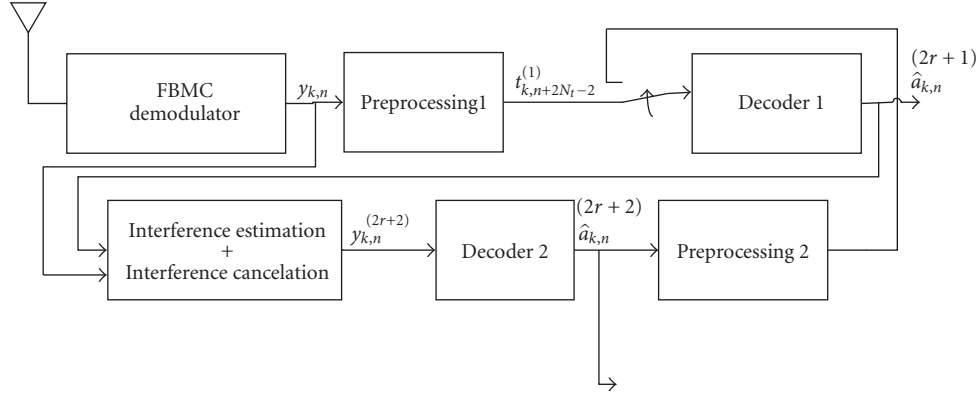 FBMC
demodulator
y_{k,n}
Preprocessing1
t^{(1)}_{k,n+2N_t−2}
Decoder 1
(2r + 1)
â_{k,n}
Interference estimation
+
Interference cancelation
y_{k,n}^{(2r+2)}
Decoder 2
(2r + 2)
â_{k,n}
Preprocessing 2